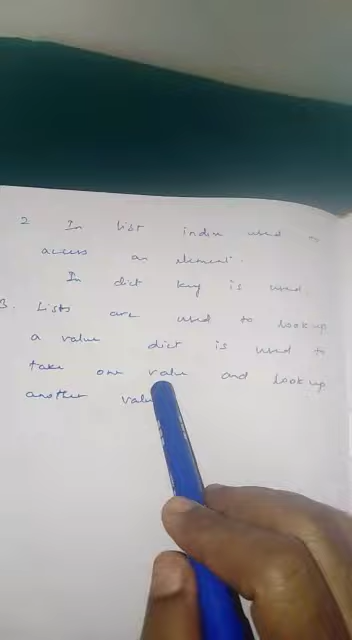 2 In list index used to
access an element.
In dict key is used.
3. Lists are used to look up
a value dict is used to
take one value and look up
another value